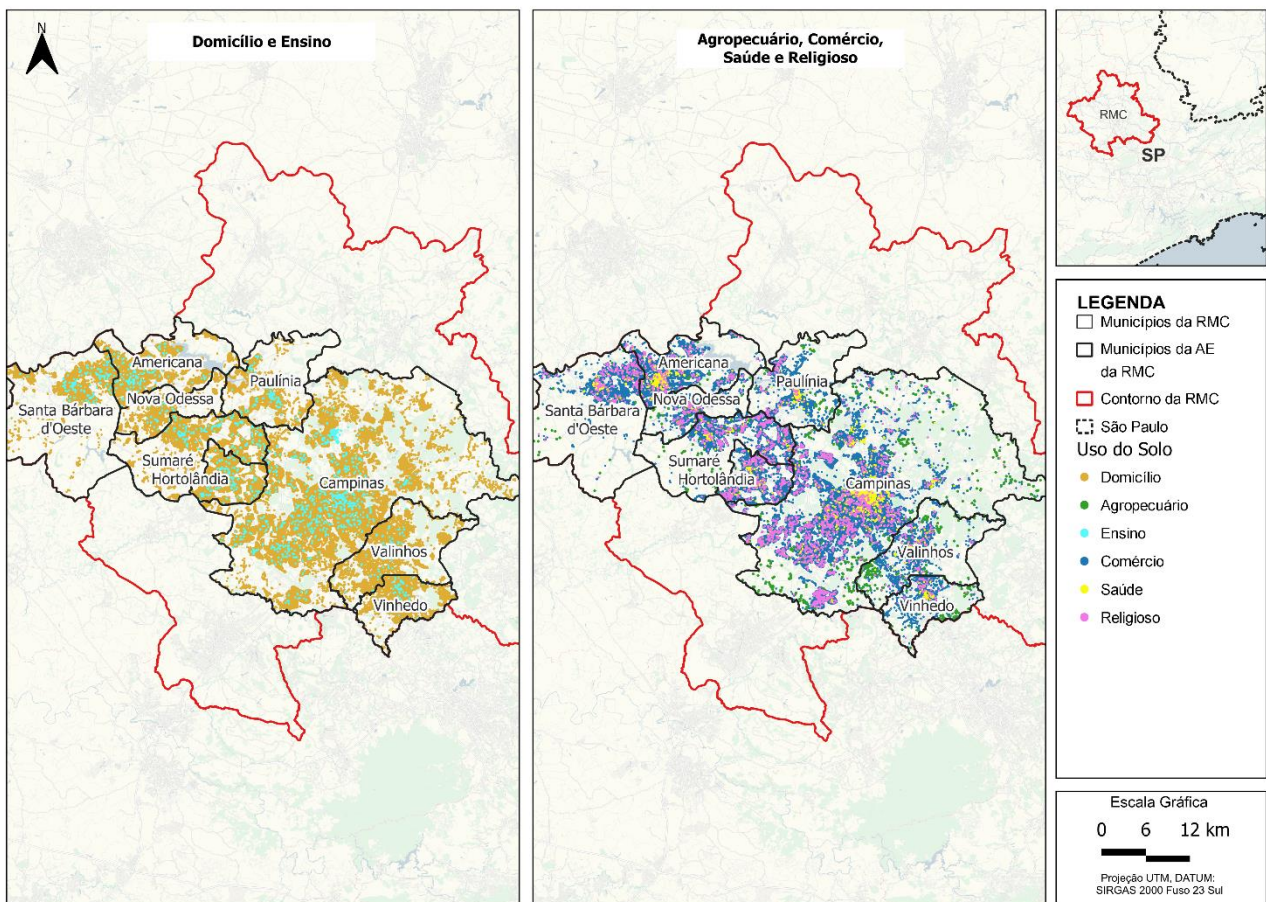 N
Domicílio e Ensino
Americana
Paulínia
Nova Odessa
Santa Bárbara
d'Oeste
Sumaré
Hortolândia
Campinas
Valinhos
Vinhedo
Agropecuário, Comércio,
Saúde e Religioso
Americana
Paulínia
Nova Odessa
Santa Bárbara
d'Oeste
Sumaré
Hortolândia
Campinas
Valinhos
Vinhedo
RMC
SP
LEGENDA
Municípios da RMC
Municípios da AE
da RMC
Contorno da RMC
São Paulo
Uso do Solo
Domicílio
Agropecuário
Ensino
Comércio
Saúde
Religioso
Escala Gráfica
0 6 12 km
Projeção UTM, DATUM:
SIRGAS 2000 Fuso 23 Sul